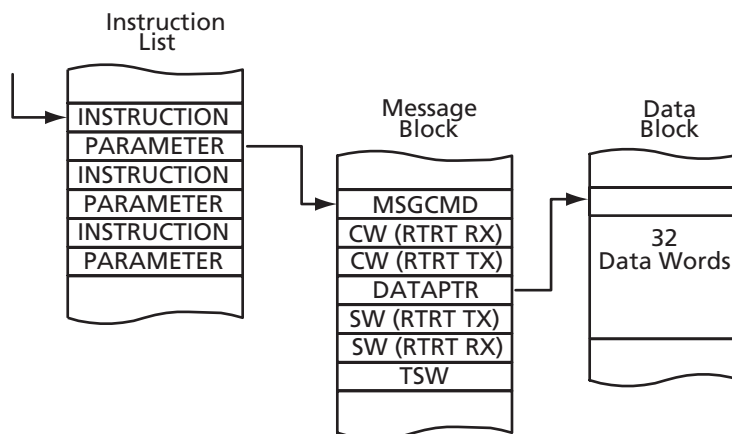 Instruction
List
INSTRUCTION
PARAMETER
INSTRUCTION
PARAMETER
INSTRUCTION
PARAMETER
Message
Block
MSGCMD
CW (RTRT RX)
CW (RTRT TX)
DATAPTR
SW (RTRT TX)
SW (RTRT RX)
TSW
Data
Block
32
Data Words